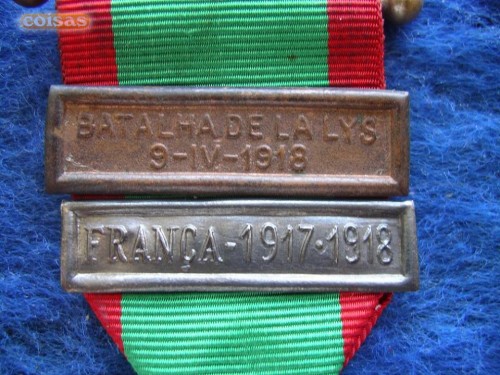 coisas
BATALHA DE LA LYS
9-IV-1918
FRANÇA-1917·1918